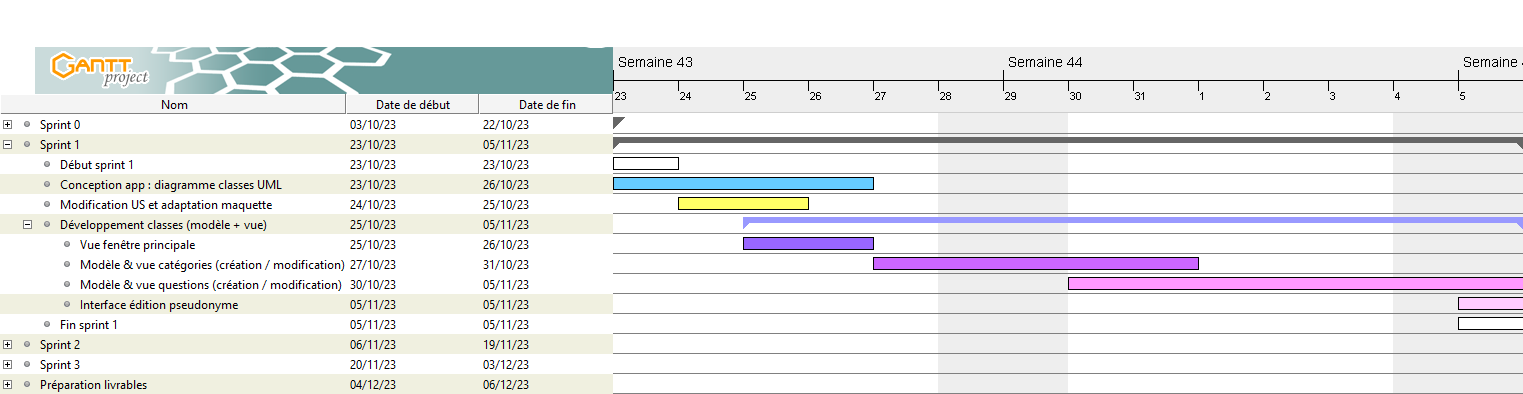 GANTT
project
Semaine 43 Semaine 44 Semaine
23 24 25 26 27 28 29 30 31 1 2 3 4 5
Nom Date de début Date de fin
Sprint 0 03/10/23 22/10/23
Sprint 1 23/10/23 05/11/23
Début sprint 1 23/10/23 23/10/23
Conception app : diagramme classes UML 23/10/23 26/10/23
Modification US et adaptation maquette 24/10/23 25/10/23
Développement classes (modèle + vue) 25/10/23 05/11/23
Vue fenêtre principale 25/10/23 26/10/23
Modèle & vue catégories (création / modification) 27/10/23 31/10/23
Modèle & vue questions (création / modification) 30/10/23 05/11/23
Interface édition pseudonyme 05/11/23 05/11/23
Fin sprint 1 05/11/23 05/11/23
Sprint 2 06/11/23 19/11/23
Sprint 3 20/11/23 03/12/23
Préparation livrables 04/12/23 06/12/23